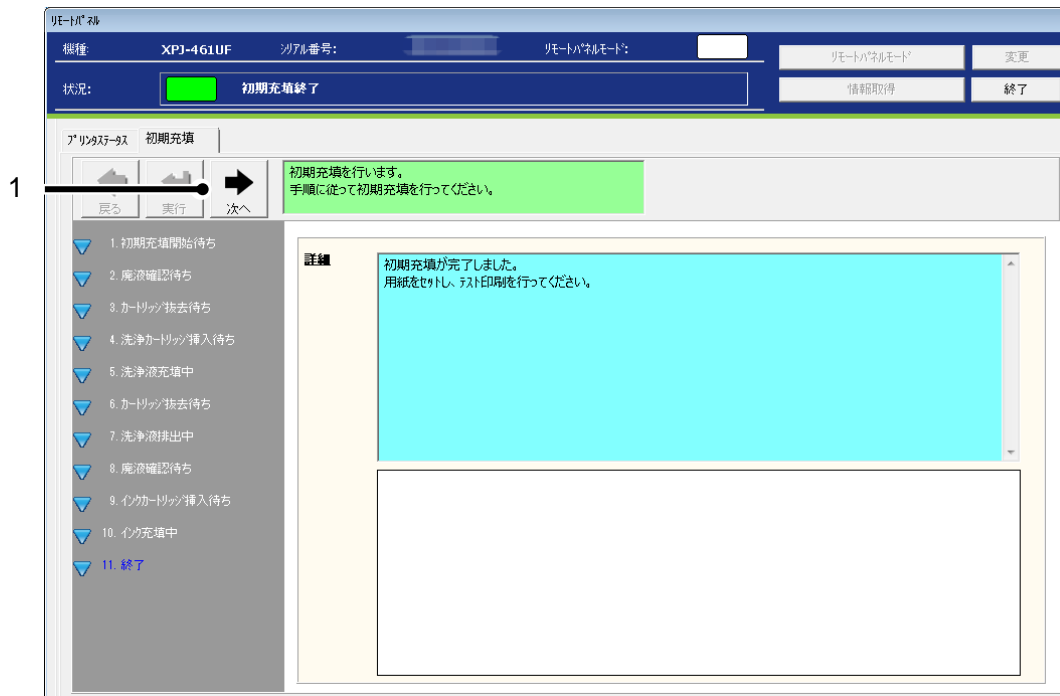 リモートパネル
機種: XPJ-461UF シリアル番号: リモートパネルモード:
リモートパネルモード 変更
状況: 初期充填終了
情報取得 終了
プリンタステータス 初期充填
1
戻る 実行 次へ
初期充填を行います。
手順に従って初期充填を行ってください。
1. 初期充填開始待ち
2. 廃液確認待ち
3. カートリッジ抜去待ち
4. 洗浄カートリッジ挿入待ち
5. 洗浄液充填中
6. カートリッジ抜去待ち
7. 洗浄液排出中
8. 廃液確認待ち
9. インクカートリッジ挿入待ち
10. インク充填中
11. 終了
詳細
初期充填が完了しました。
用紙をセットし、テスト印刷を行ってください。